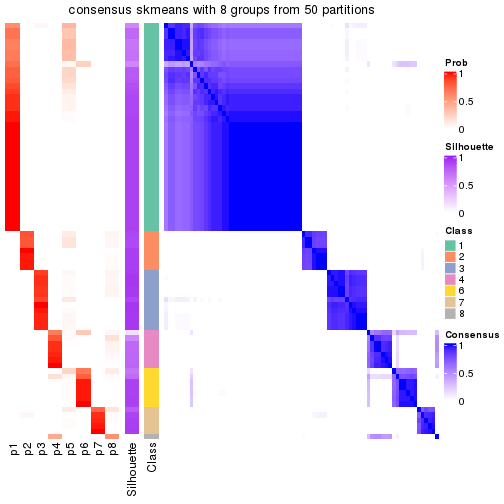 consensus skmeans with 8 groups from 50 partitions
Prob
1
0.5
0
Silhouette
1
0.5
0
Class
1
2
3
4
6
7
8
Consensus
1
0.5
0
p1
p2
p3
p4
p5
p6
p7
p8
Silhouette
Class